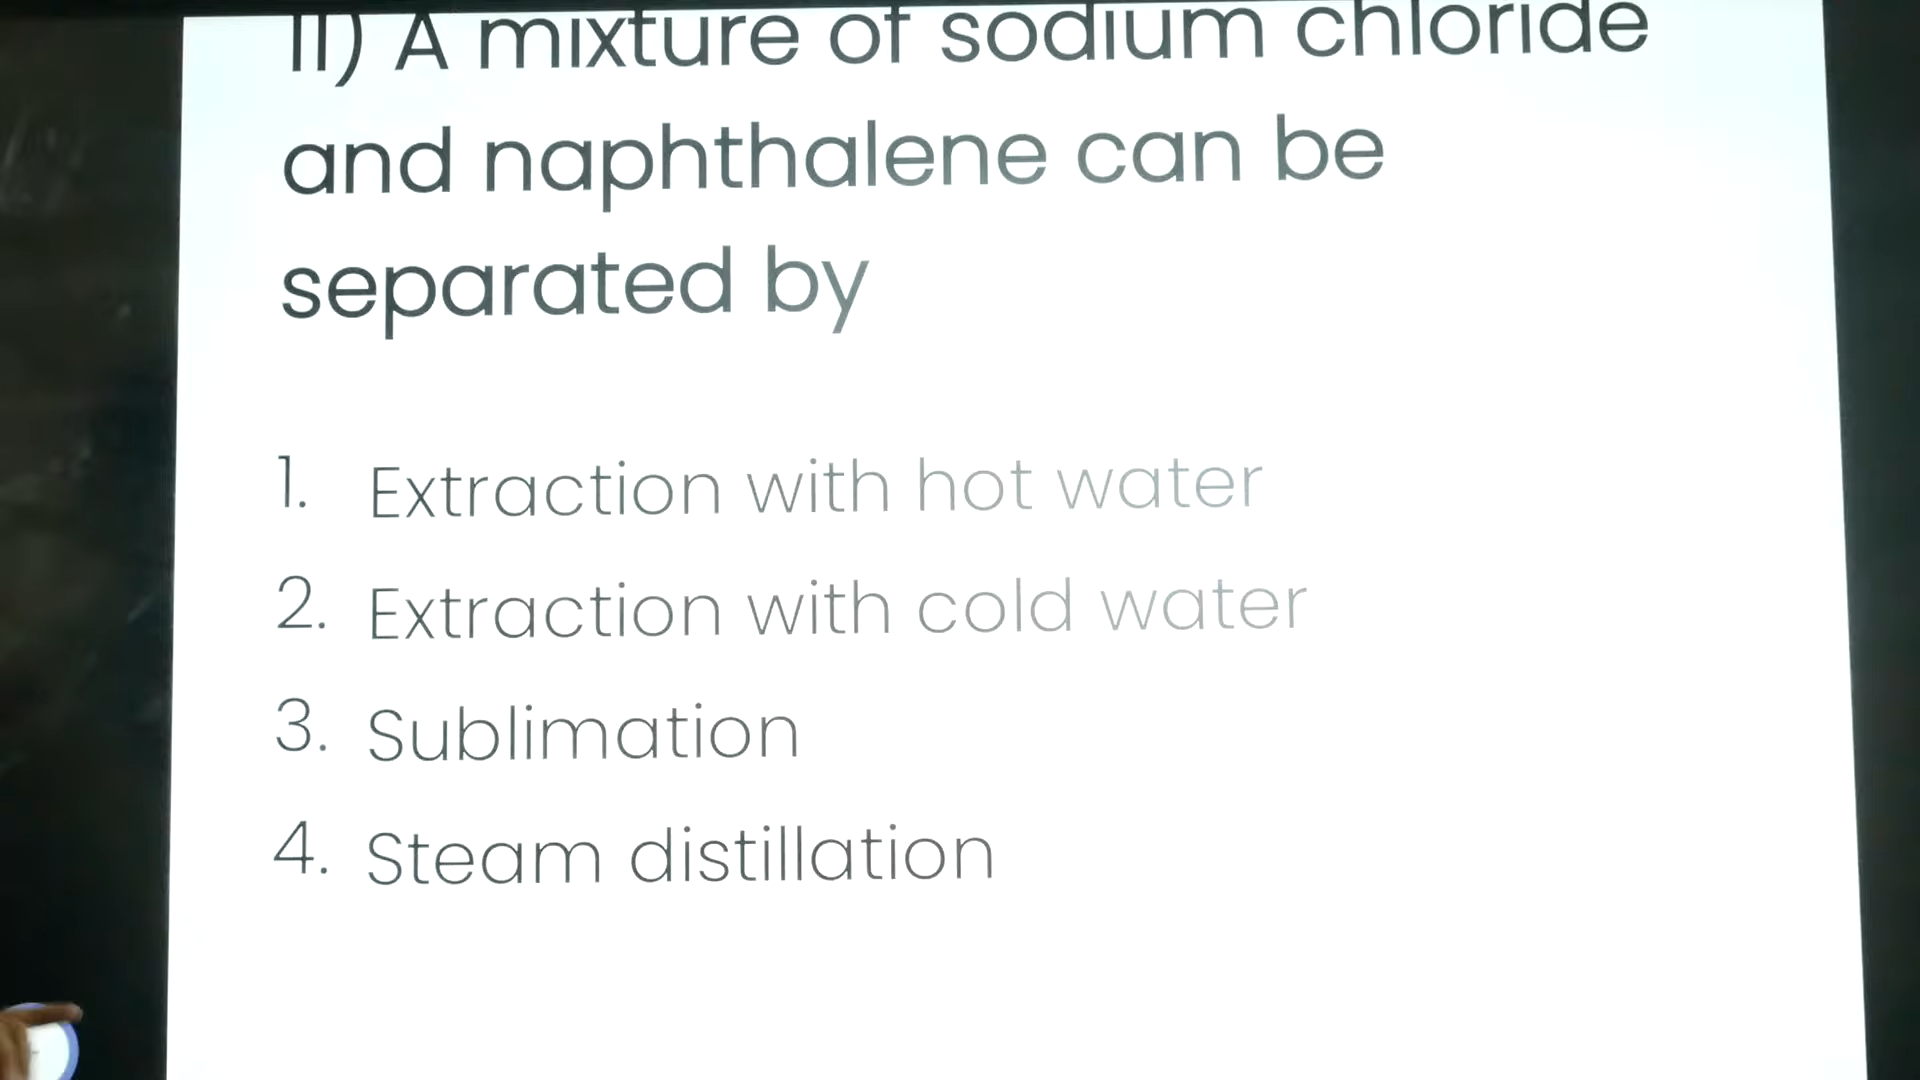 II) A mixture of sodium chloride
and naphthalene can be
separated by
1. Extraction with hot water
2. Extraction with cold water
3. Sublimation
4. Steam distillation